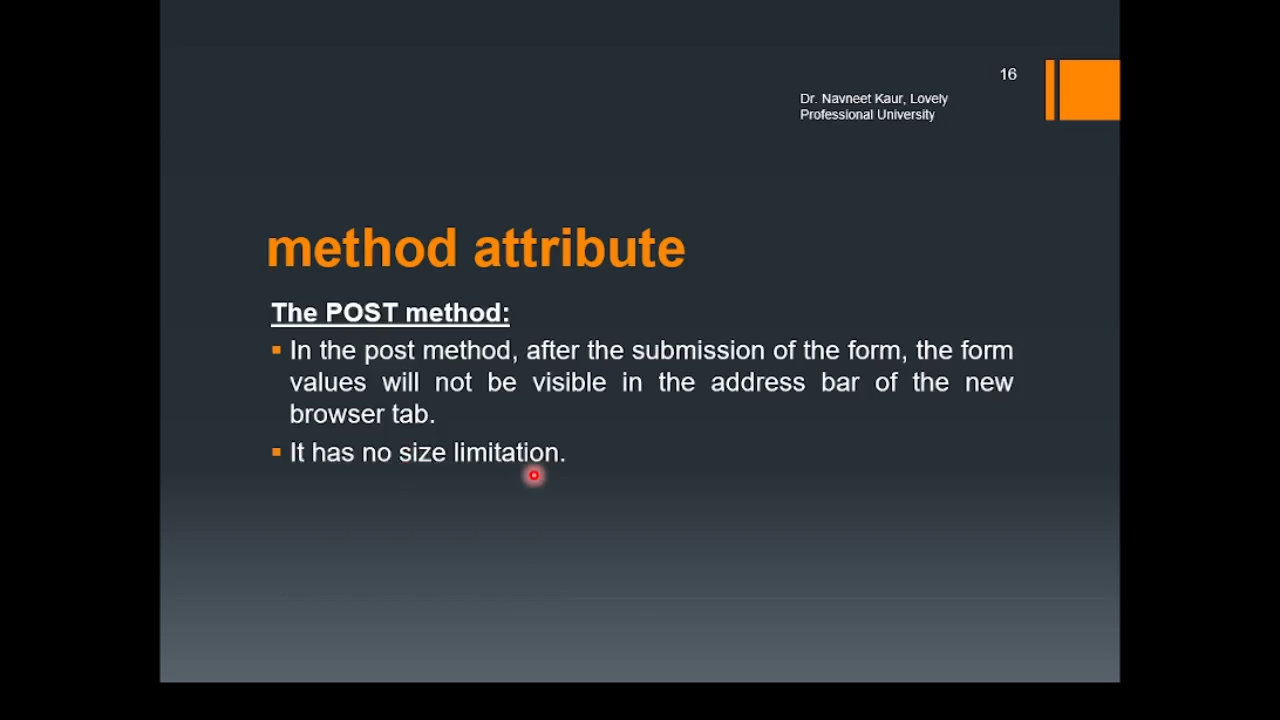 16
Dr. Navneet Kaur, Lovely
Professional University
method attribute
The POST method:
▪ In the post method, after the submission of the form, the form
values will not be visible in the address bar of the new
browser tab.
▪ It has no size limitation.